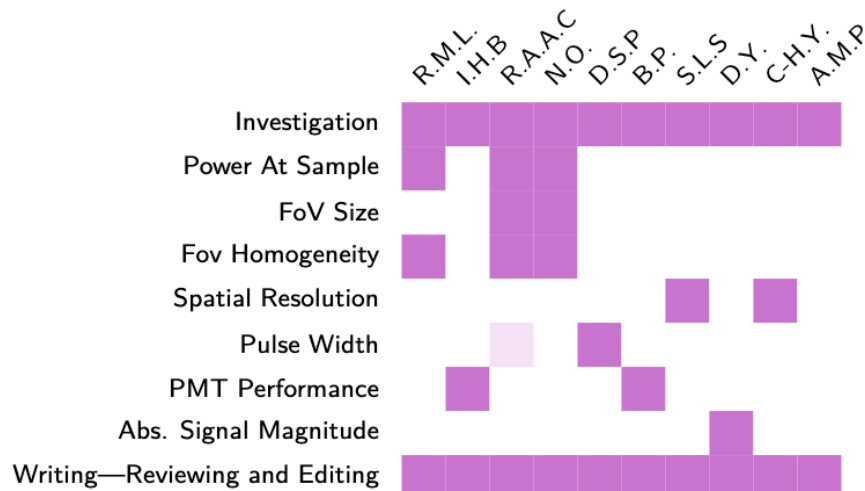 R.M.L. I.H.B R.A.A.C N.O. D.S.P B.P. S.L.S D.Y. C-H.Y. A.M.P
Investigation
Power At Sample
FoV Size
Fov Homogeneity
Spatial Resolution
Pulse Width
PMT Performance
Abs. Signal Magnitude
Writing—Reviewing and Editing